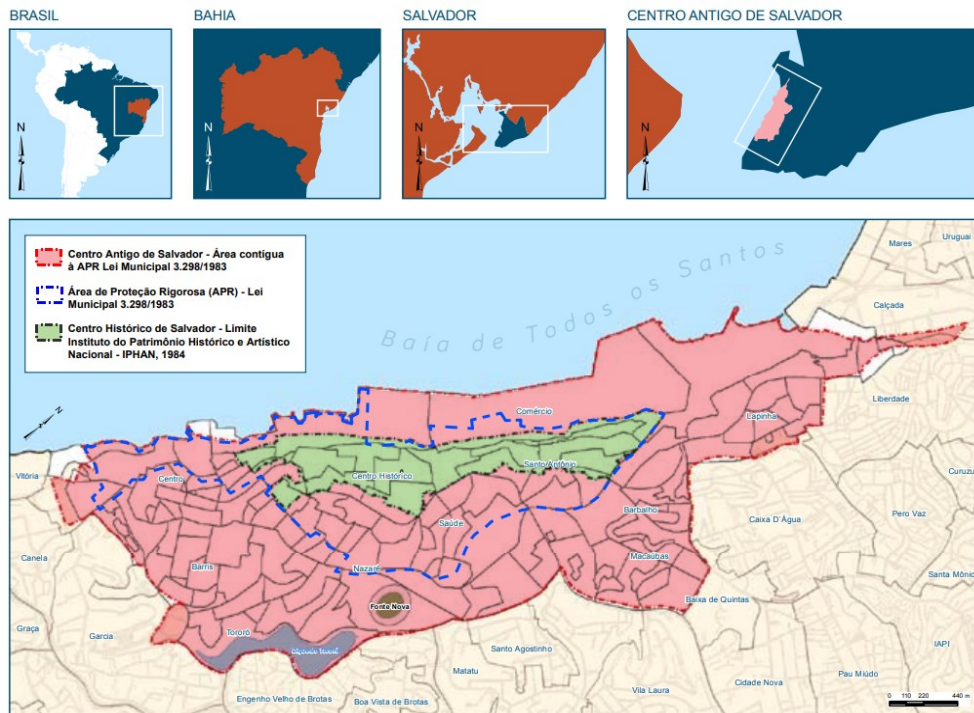 BRASIL
BAHIA
SALVADOR
CENTRO ANTIGO DE SALVADOR
N
N
N
N
Centro Antigo de Salvador - Área contígua
à APR Lei Municipal 3.298/1983
Área de Proteção Rigorosa (APR) - Lei
Municipal 3.298/1983
Centro Histórico de Salvador - Limite
Instituto do Patrimônio Histórico e Artístico
Nacional - IPHAN, 1984
Baía de Todos os Santos
Uruguai
Mares
Calçada
Liberdade
Comércio
Lapinha
N
Santo Antônio
Vitória
Centro
Centro Histórico
Curuzu
Barbalho
Caixa D'Água
Pero Vaz
Saúde
Canela
Macaúbas
Barris
Nazaré
Santa Mônic
Baixa de Quintas
Fonte Nova
Graça
Garcia
Tororó
Santo Agostinho
IAPI
Matatu
Pau Miúdo
Cidade Nova
Vila Laura
Engenho Velho de Brotas
Boa Vista de Brotas
0 110 220 440 m